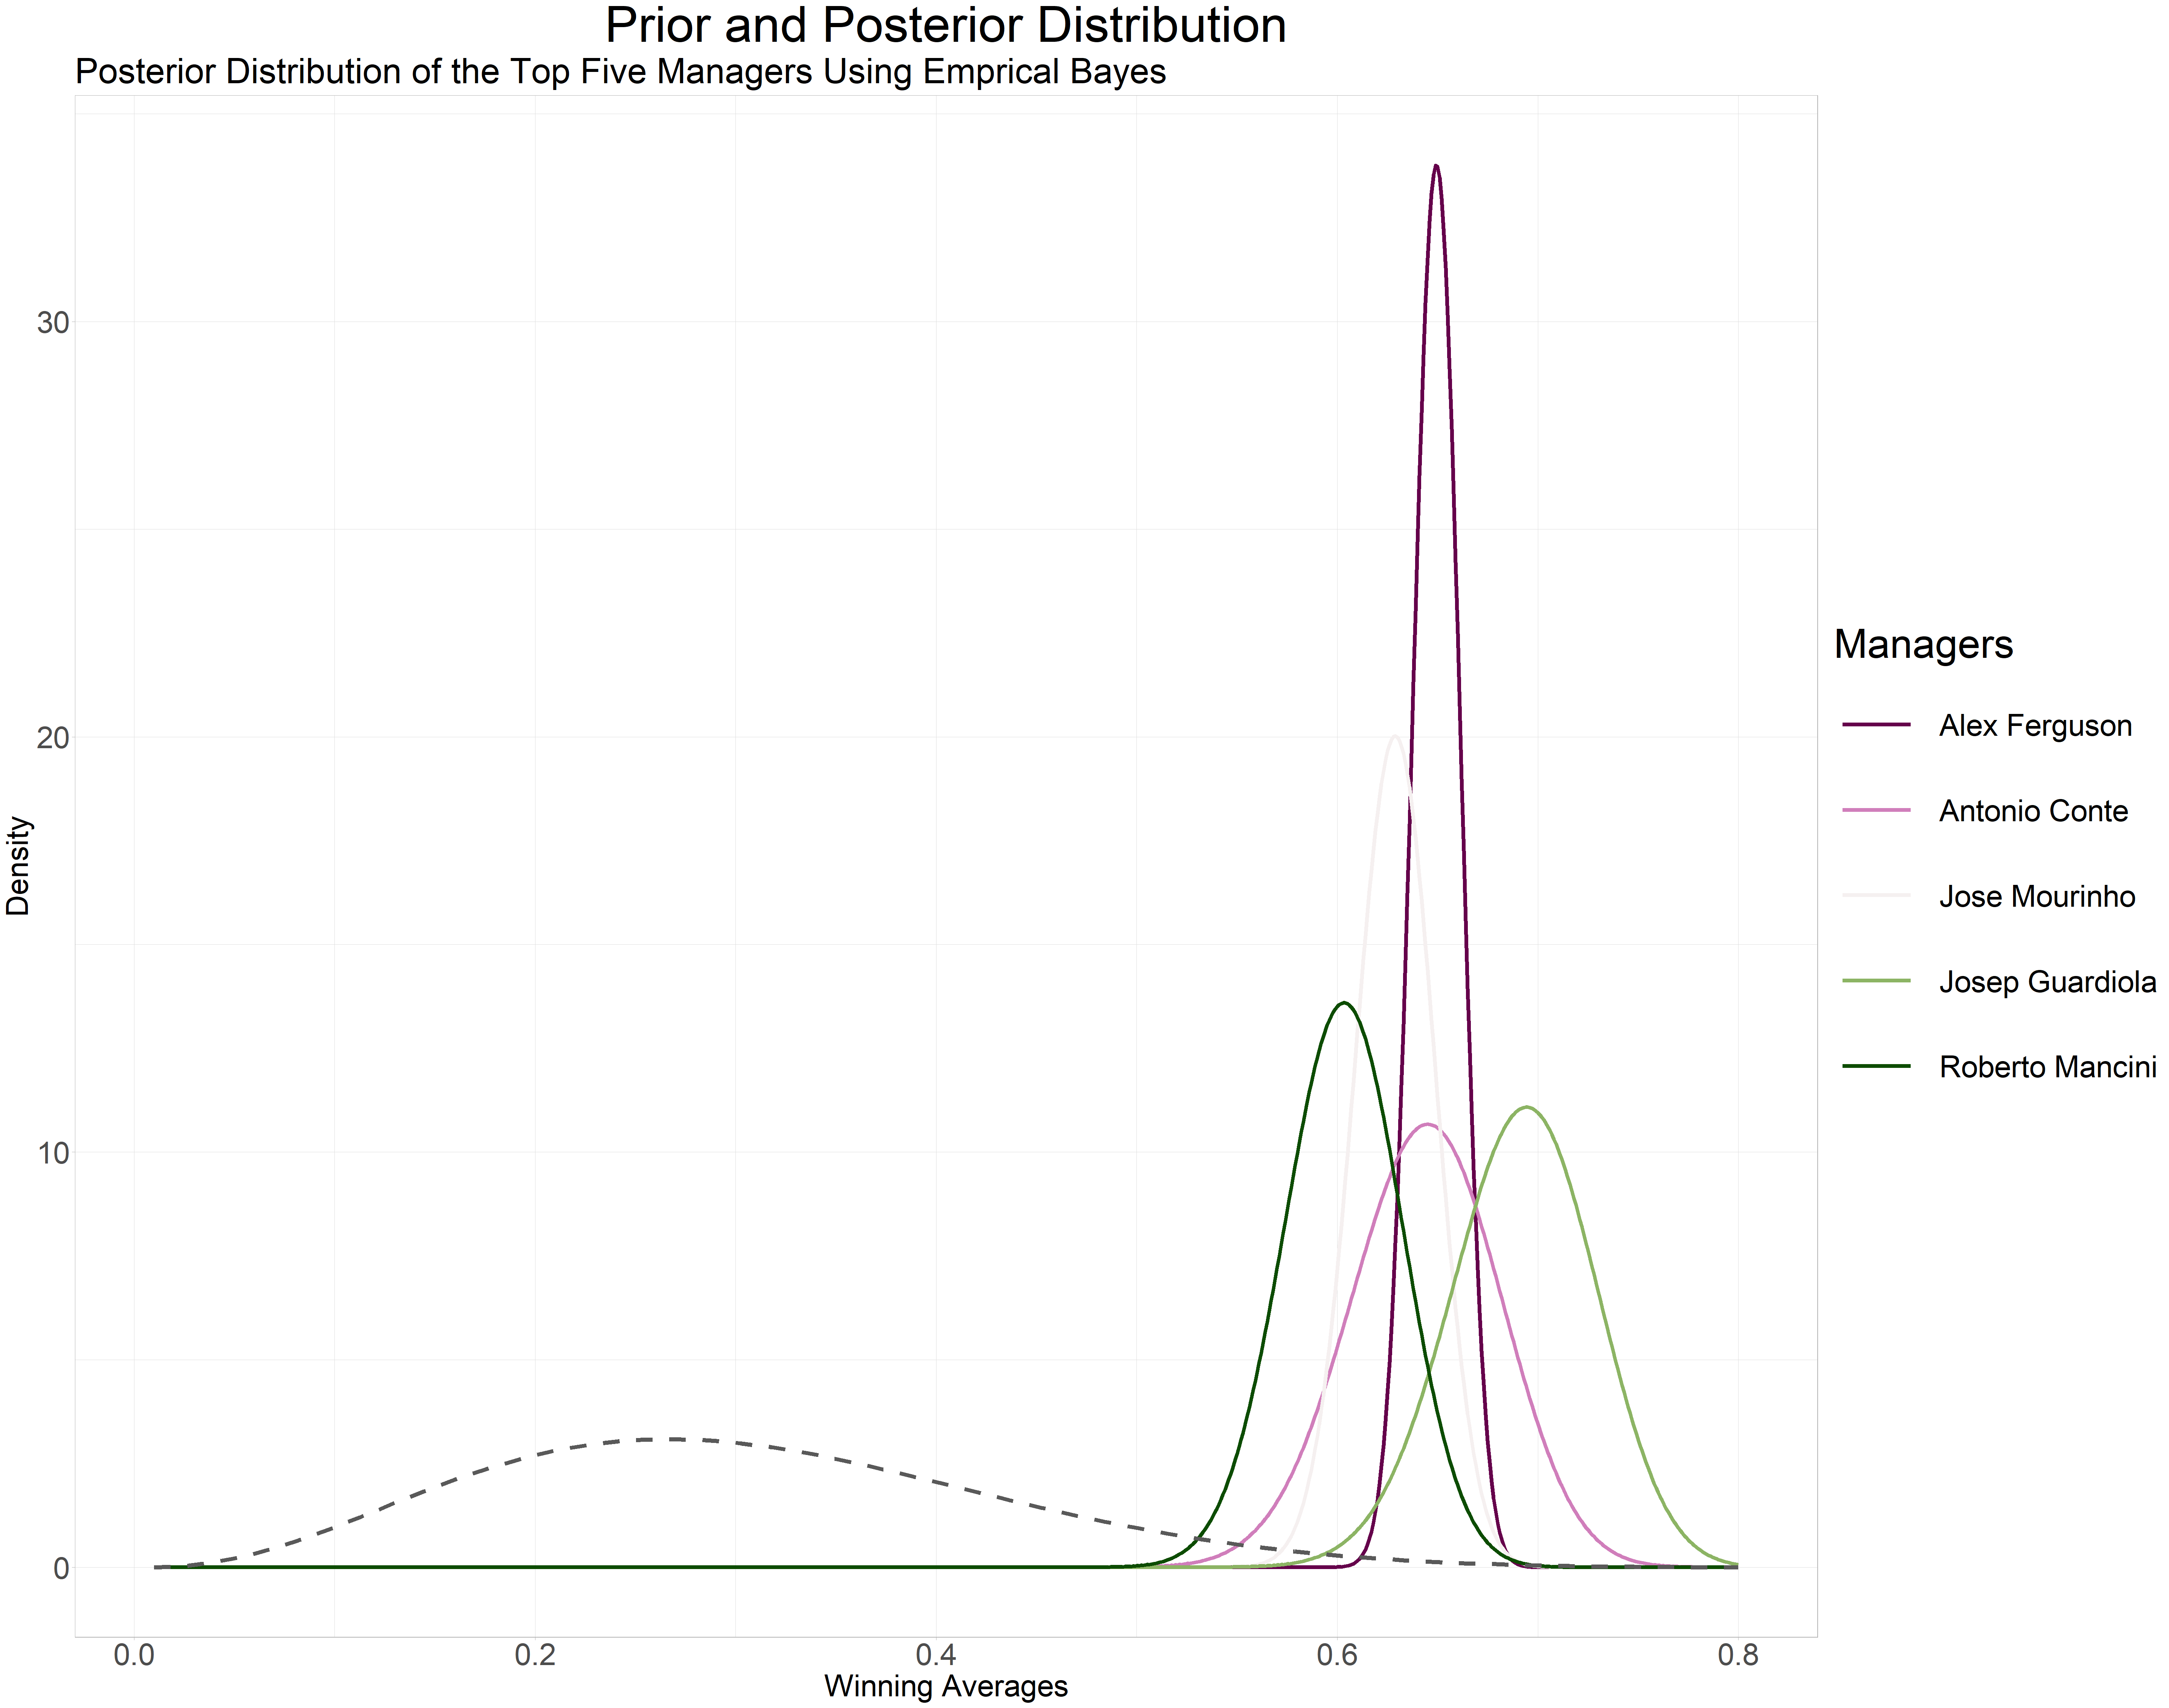 Prior and Posterior Distribution
Posterior Distribution of the Top Five Managers Using Emprical Bayes
30
20
10
0
Density
0.0
0.2
0.4
0.6
0.8
Winning Averages
Managers
Alex Ferguson
Antonio Conte
Jose Mourinho
Josep Guardiola
Roberto Mancini